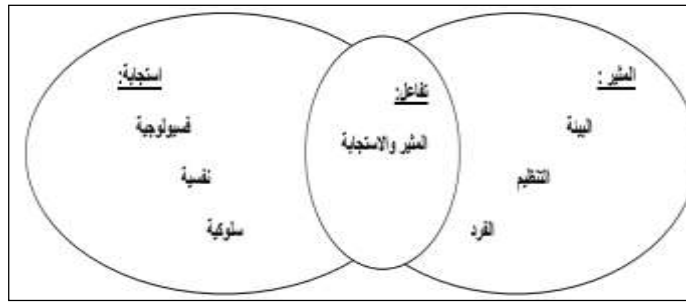 المثير :
البيئة
التنظيم
الفرد
تفاعل:
المثير والاستجابة
استجابة:
فسيولوجية
نفسية
سلوكية